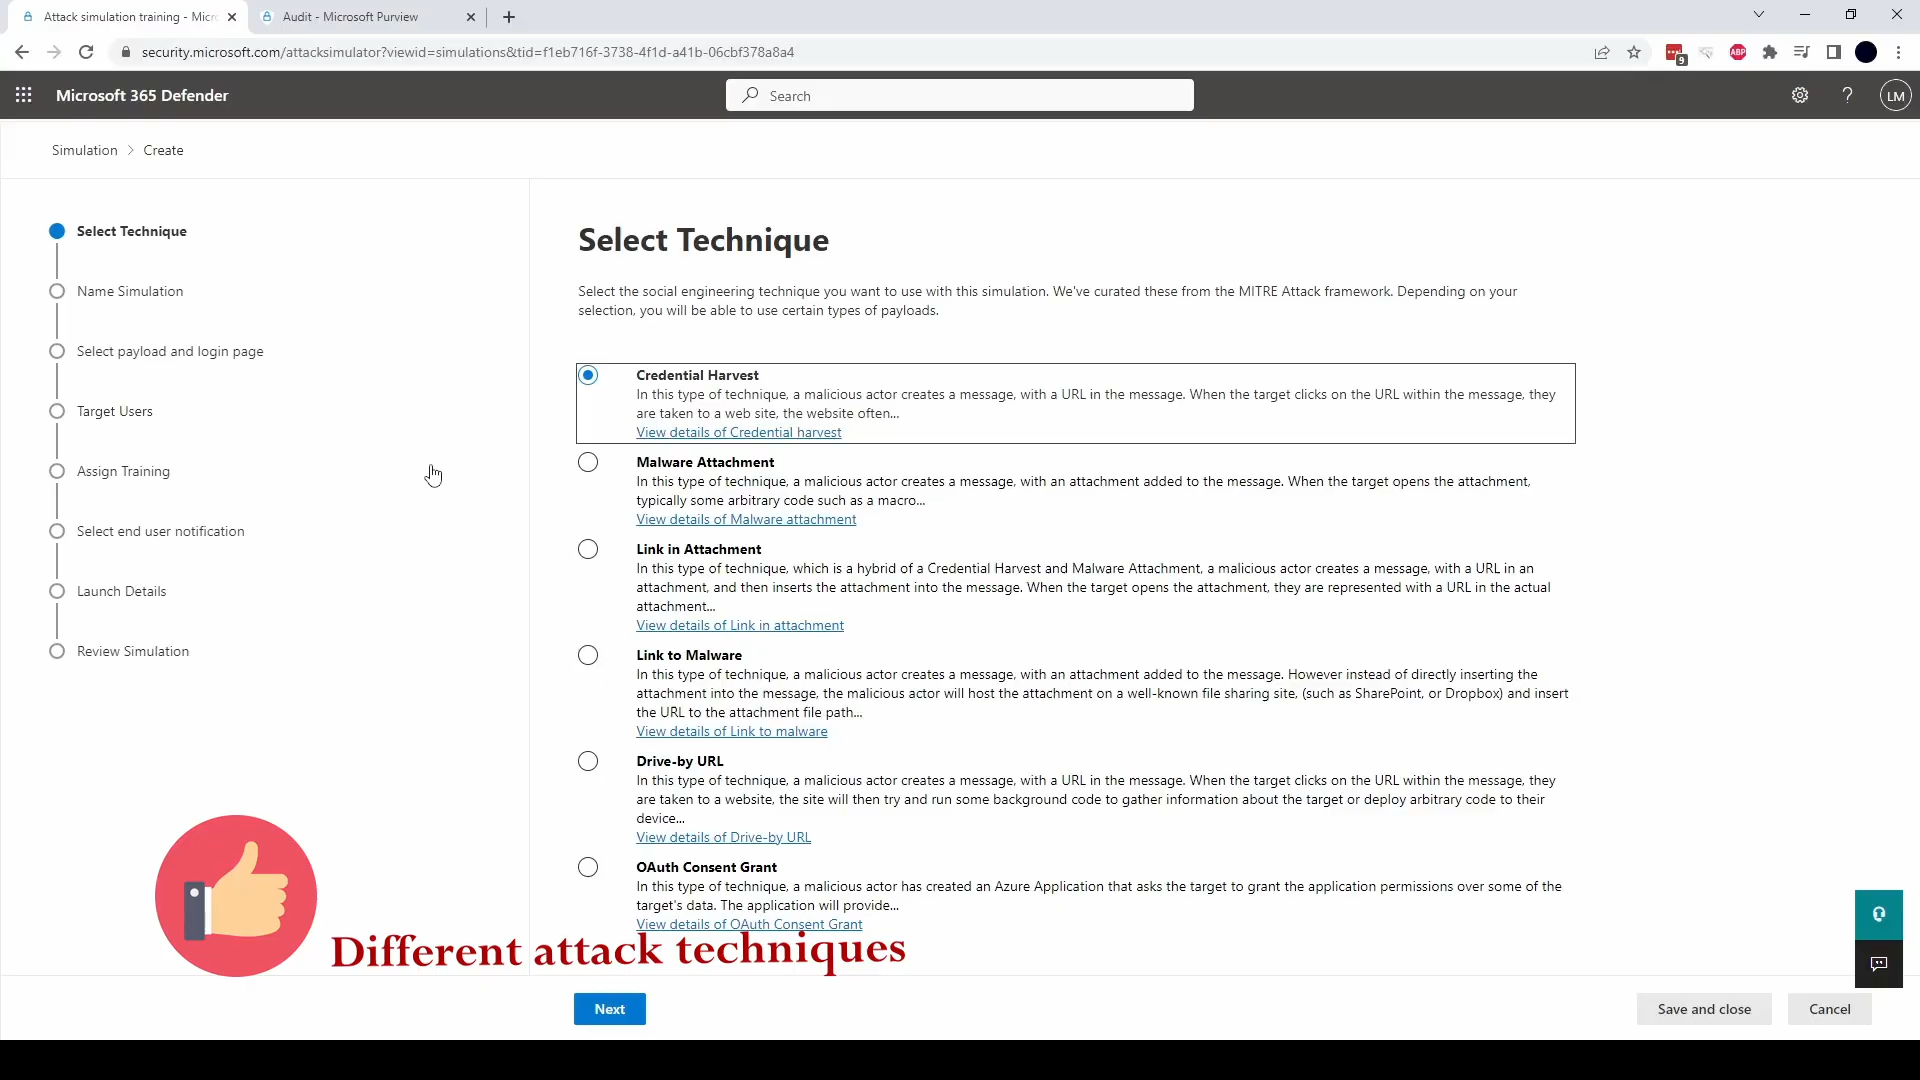 Attack simulation training - Micr
Audit - Microsoft Purview
security.microsoft.com/attacksimulator?viewid=simulations&tid=f1eb716f-3738-4f1d-a41b-06cbf378a8a4
9
ABP
Microsoft 365 Defender
Search
?
LM
Simulation > Create
Select Technique
Name Simulation
Select payload and login page
Target Users
Assign Training
Select end user notification
Launch Details
Review Simulation
Select Technique
Select the social engineering technique you want to use with this simulation. We've curated these from the MITRE Attack framework. Depending on your
selection, you will be able to use certain types of payloads.
Credential Harvest
In this type of technique, a malicious actor creates a message, with a URL in the message. When the target clicks on the URL within the message, they
are taken to a web site, the website often...
View details of Credential harvest
Malware Attachment
In this type of technique, a malicious actor creates a message, with an attachment added to the message. When the target opens the attachment,
typically some arbitrary code such as a macro...
View details of Malware attachment
Link in Attachment
In this type of technique, which is a hybrid of a Credential Harvest and Malware Attachment, a malicious actor creates a message, with a URL in an
attachment, and then inserts the attachment into the message. When the target opens the attachment, they are represented with a URL in the actual
attachment...
View details of Link in attachment
Link to Malware
In this type of technique, a malicious actor creates a message, with an attachment added to the message. However instead of directly inserting the
attachment into the message, the malicious actor will host the attachment on a well-known file sharing site, (such as SharePoint, or Dropbox) and insert
the URL to the attachment file path...
View details of Link to malware
Drive-by URL
In this type of technique, a malicious actor creates a message, with a URL in the message. When the target clicks on the URL within the message, they
are taken to a website, the site will then try and run some background code to gather information about the target or deploy arbitrary code to their
device...
View details of Drive-by URL
OAuth Consent Grant
In this type of technique, a malicious actor has created an Azure Application that asks the target to grant the application permissions over some of the
target's data. The application will provide...
View details of OAuth Consent Grant
Different attack techniques
Next
Save and close
Cancel